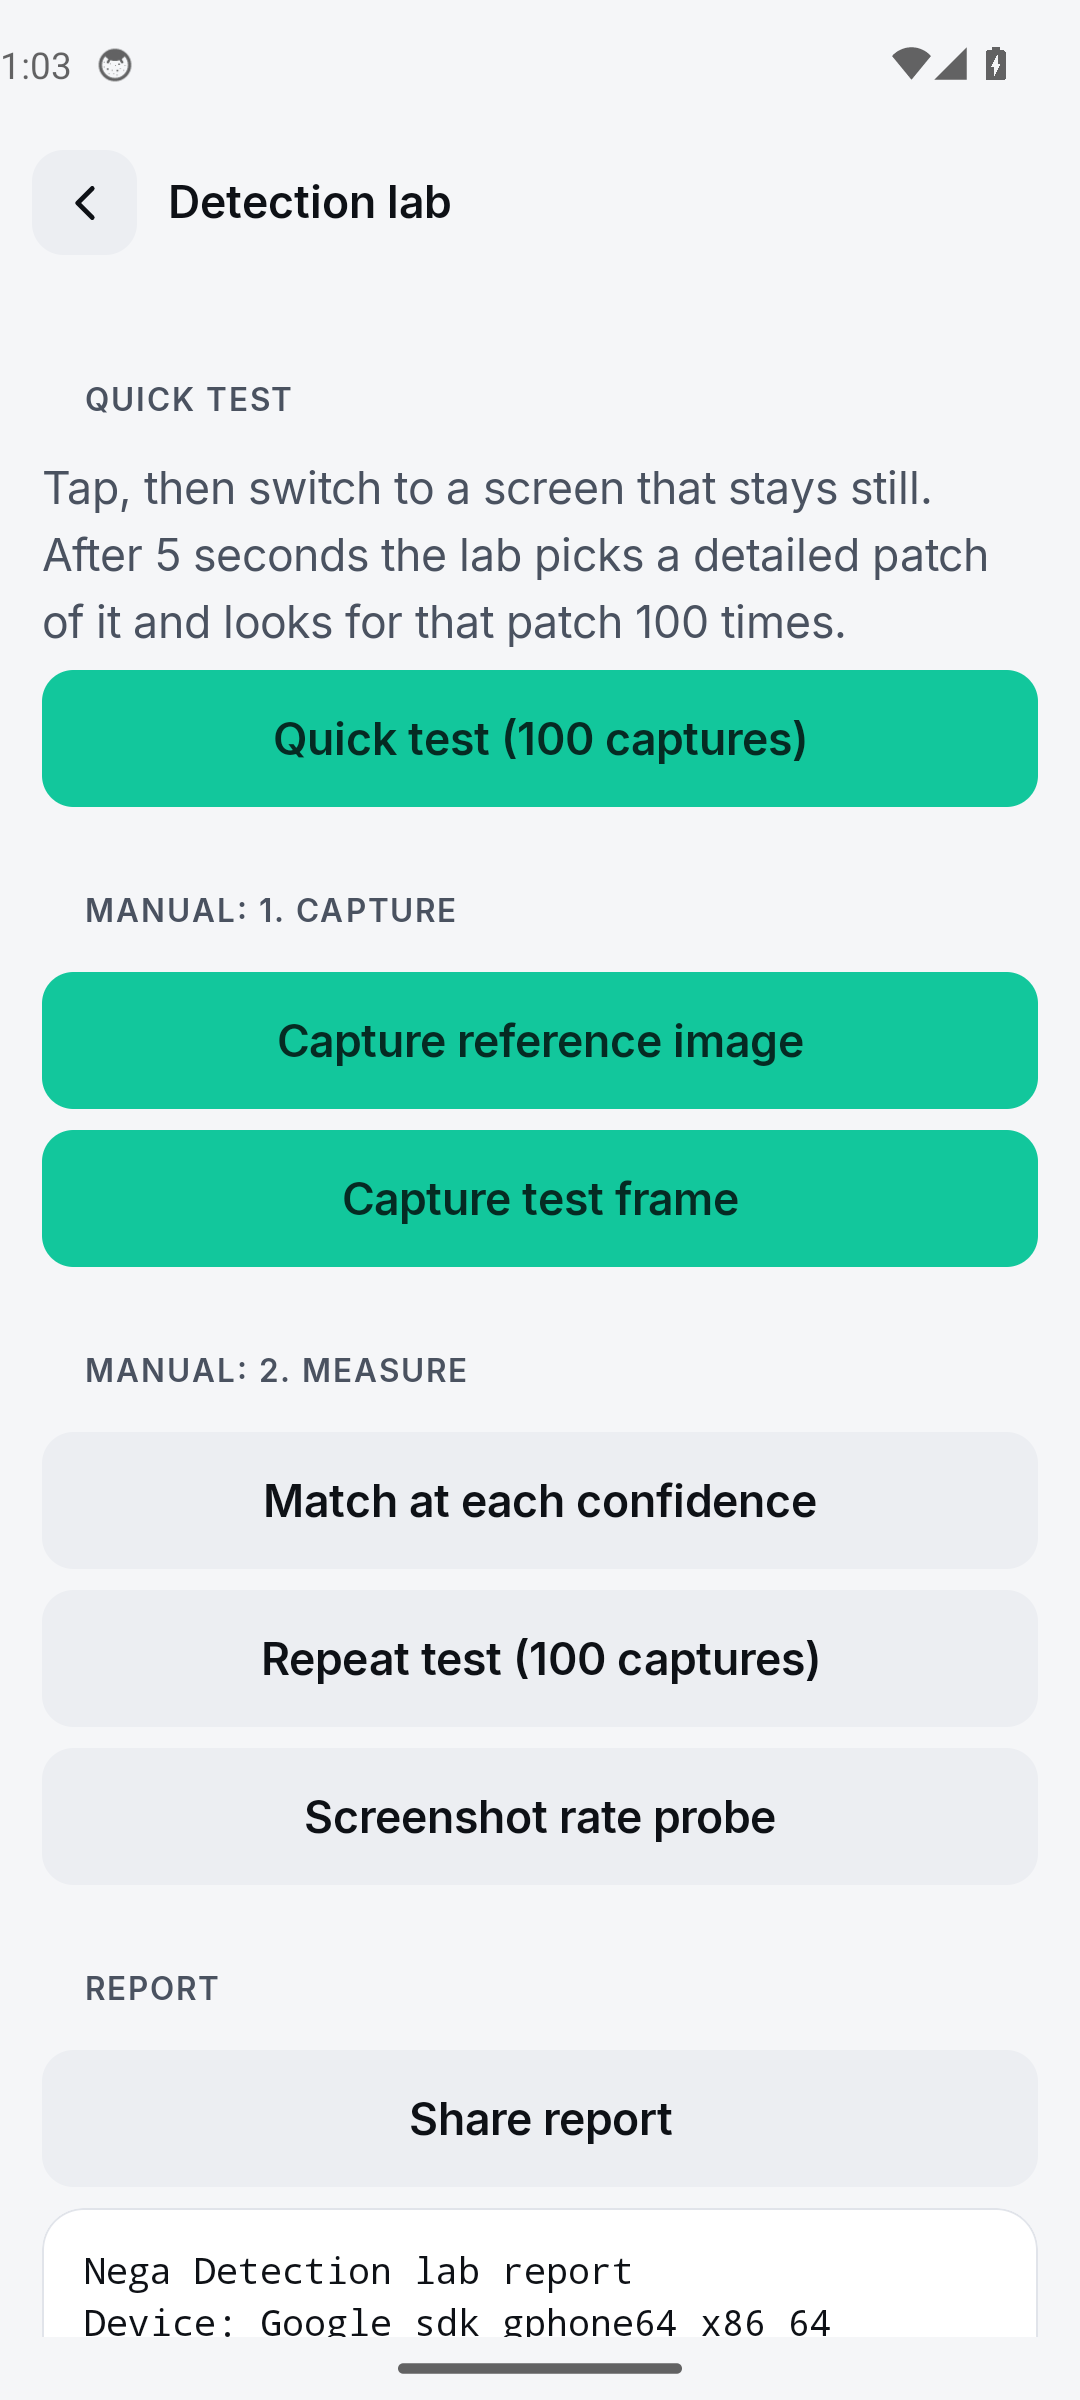 1:03
Detection lab
QUICK TEST
Tap, then switch to a screen that stays still.
After 5 seconds the lab picks a detailed patch
of it and looks for that patch 100 times.
Quick test (100 captures)
MANUAL: 1. CAPTURE
Capture reference image
Capture test frame
MANUAL: 2. MEASURE
Match at each confidence
Repeat test (100 captures)
Screenshot rate probe
REPORT
Share report
Nega Detection lab report
Device: Google sdk_gphone64_x86_64